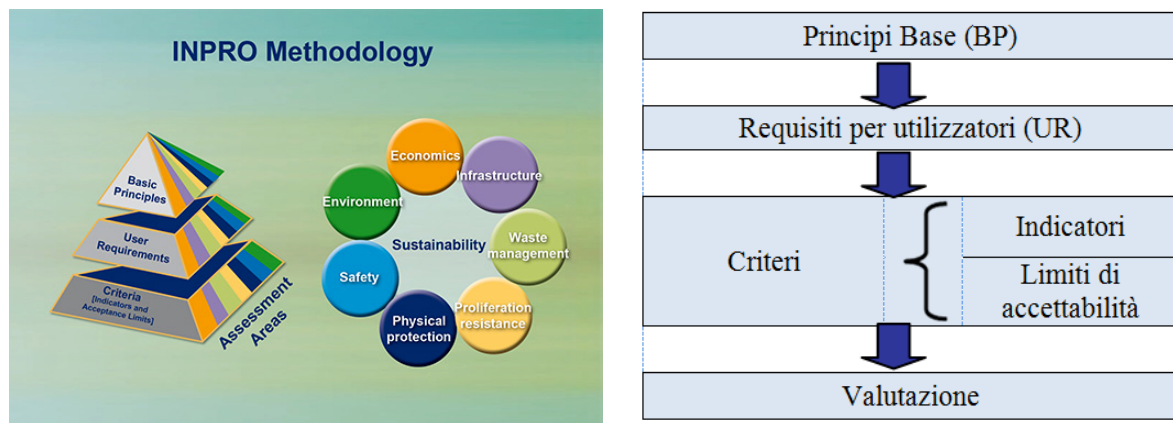 INPRO Methodology
Basic
Principles
User
Requirements
Criteria
[Indicators and
Acceptance Limits]
Assessment
Areas
Economics
Infrastructure
Environment
Sustainability
Waste
management
Safety
Physical
protection
Proliferation
resistance
Principi Base (BP)
Requisiti per utilizzatori (UR)
Criteri
Indicatori
Limiti di
accettabilità
Valutazione